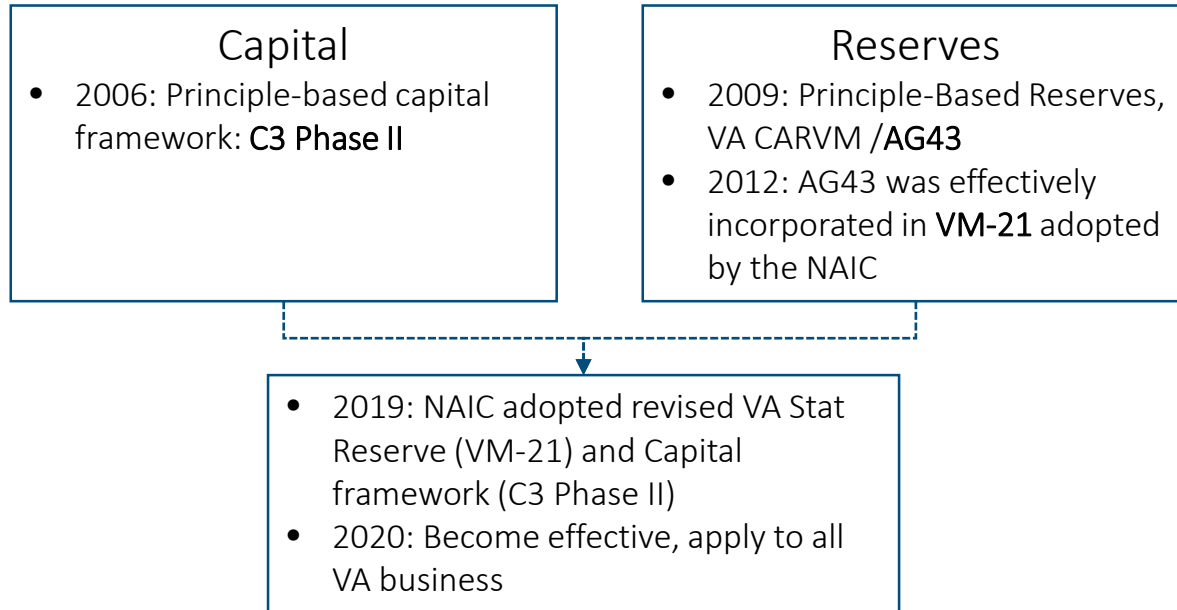 Capital
• 2006: Principle-based capital
framework: C3 Phase II
Reserves
• 2009: Principle-Based Reserves,
VA CARVM /AG43
• 2012: AG43 was effectively
incorporated in VM-21 adopted
by the NAIC
• 2019: NAIC adopted revised VA Stat
Reserve (VM-21) and Capital
framework (C3 Phase II)
• 2020: Become effective, apply to all
VA business